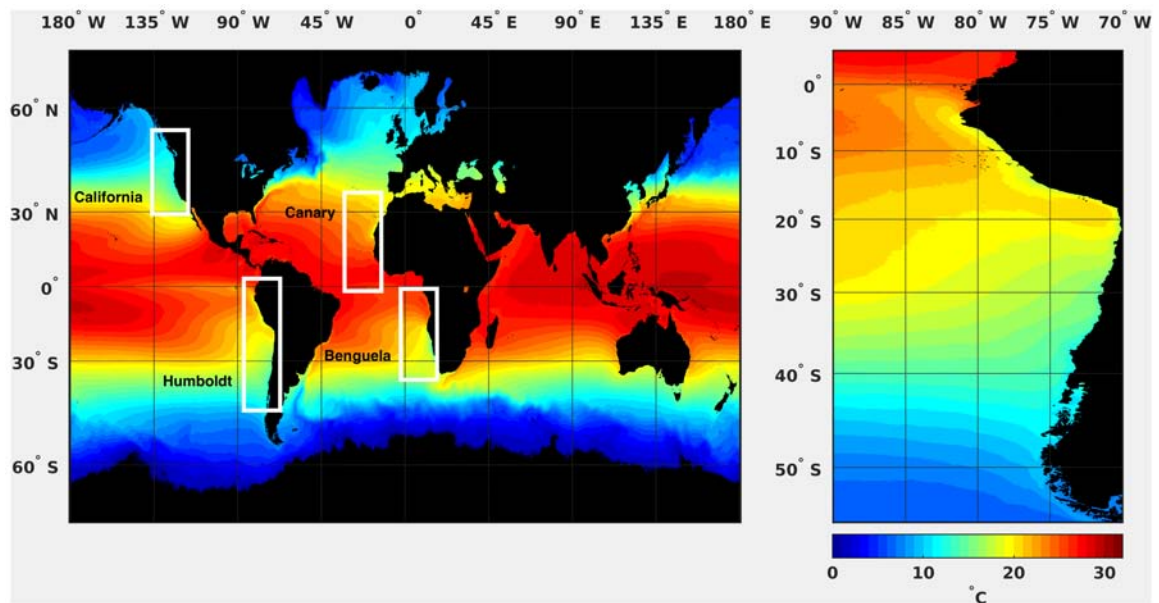 180° W 135° W 90° W 45° W 0° 45° E 90° E 135° E 180° E
90° W 85° W 80° W 75° W 70° W
60° N
30° N
0°
30° S
60° S
California
Canary
Benguela
Humboldt
0°
10° S
20° S
30° S
40° S
50° S
0 10 20 30
°C